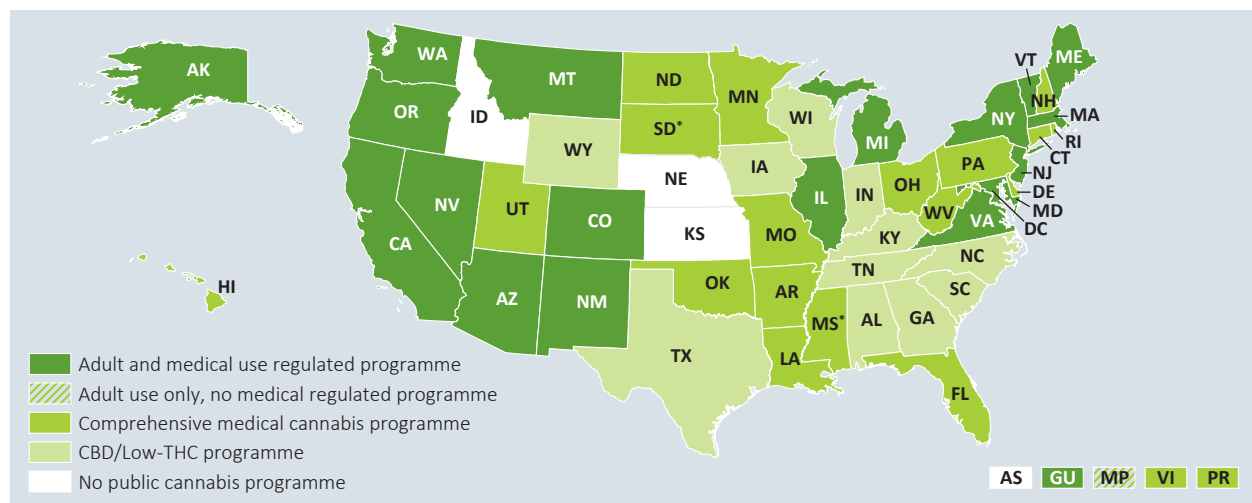 AK
WA
MT
ND
MN
VT
ME
OR
ID
SD*
WI
MI
NY
NH
MA
RI
CT
WY
IA
PA
NJ
NE
NV
UT
CO
IL
IN
OH
WV
DE
MD
DC
VA
CA
KS
MO
KY
HI
AZ
NM
OK
AR
TN
NC
SC
MS*
AL
GA
TX
LA
FL
Adult and medical use regulated programme
Adult use only, no medical regulated programme
Comprehensive medical cannabis programme
CBD/Low-THC programme
No public cannabis programme
AS GU MP VI PR